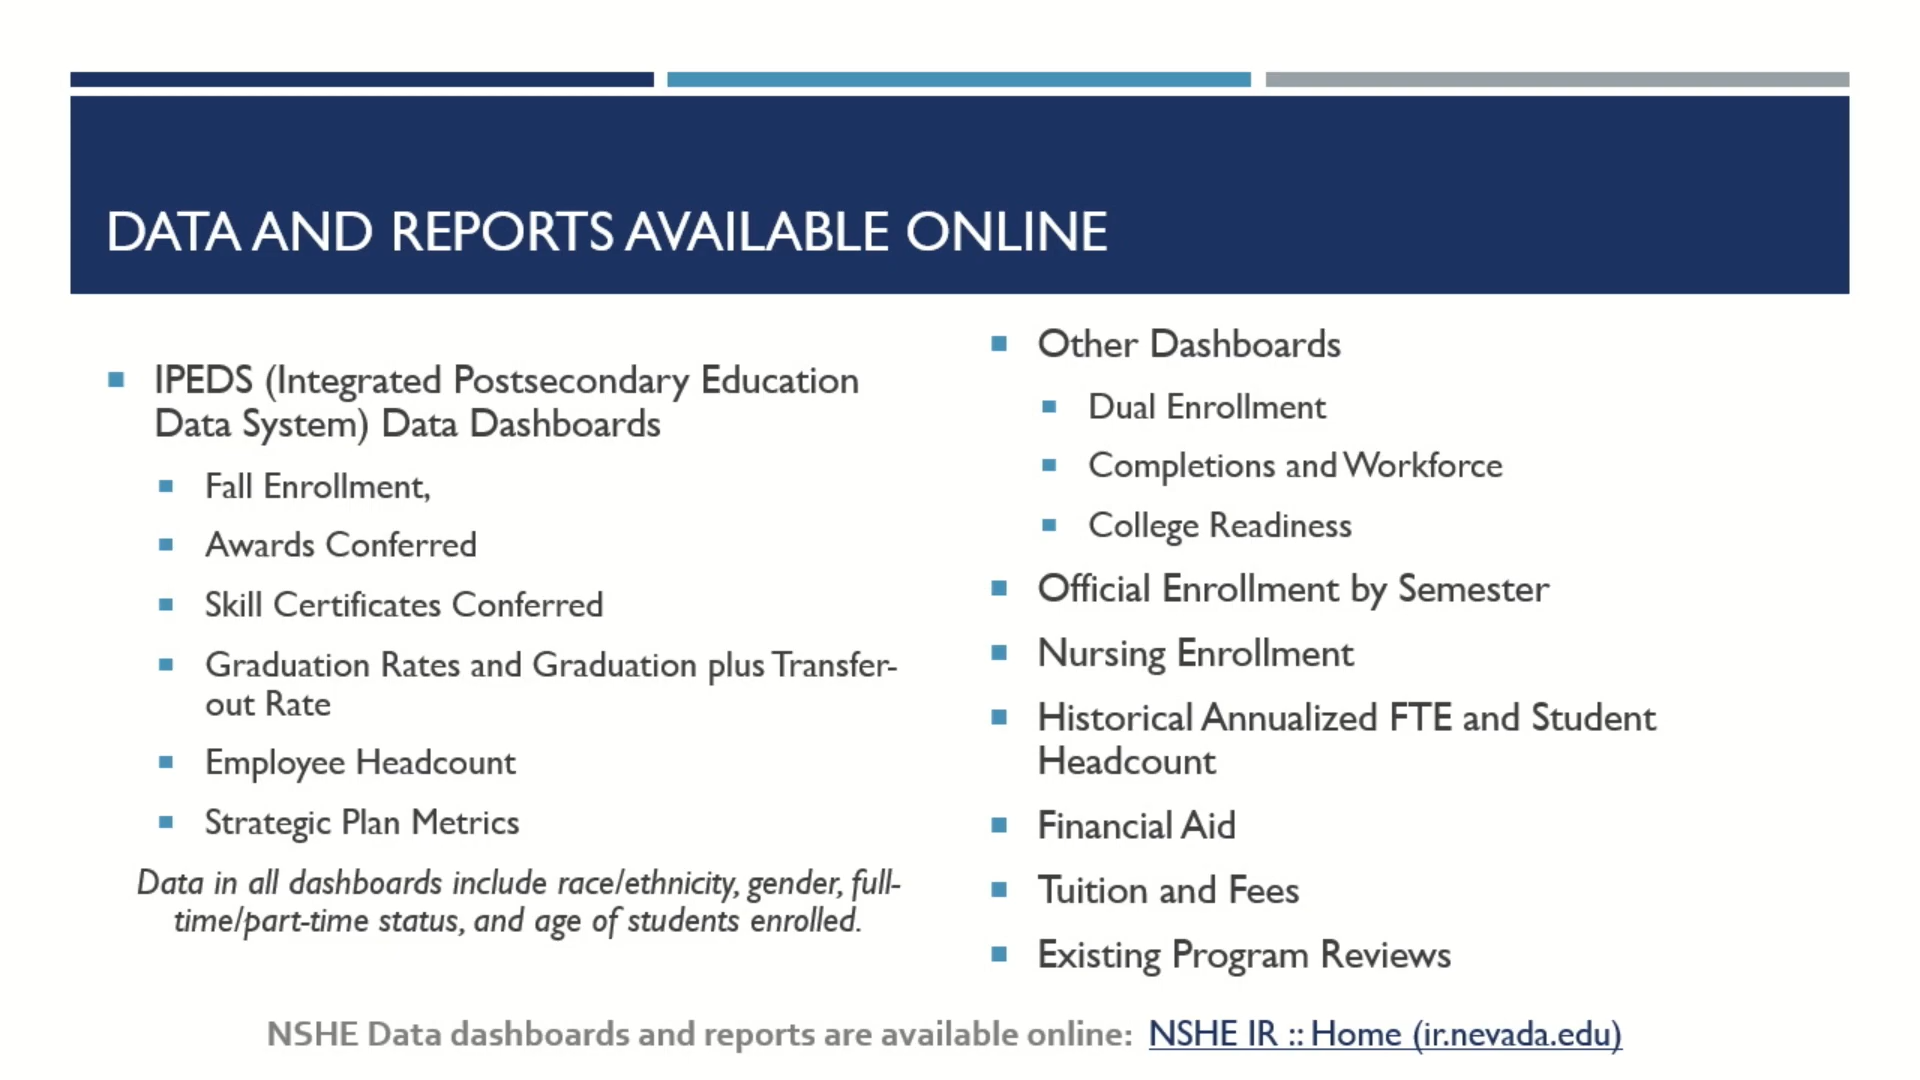 DATA AND REPORTS AVAILABLE ONLINE
IPEDS (Integrated Postsecondary Education
Data System) Data Dashboards
Fall Enrollment,
Awards Conferred
Skill Certificates Conferred
Graduation Rates and Graduation plus Transfer-
out Rate
Employee Headcount
Strategic Plan Metrics
Data in all dashboards include race/ethnicity, gender, full-
time/part-time status, and age of students enrolled.
Other Dashboards
Dual Enrollment
Completions and Workforce
College Readiness
Official Enrollment by Semester
Nursing Enrollment
Historical Annualized FTE and Student
Headcount
Financial Aid
Tuition and Fees
Existing Program Reviews
NSHE Data dashboards and reports are available online: NSHE IR :: Home (ir.nevada.edu)